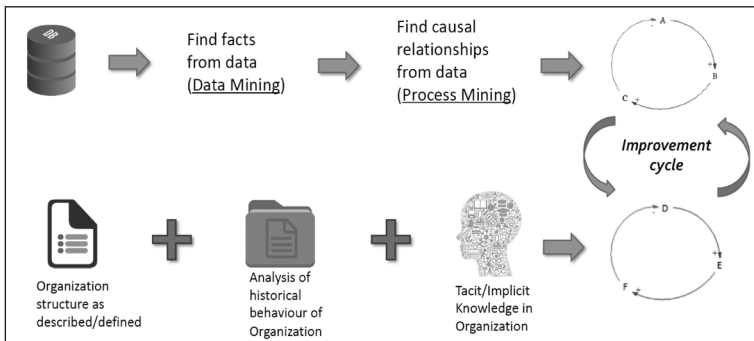 DB
Find facts
from data
(Data Mining)
Find causal
relationships
from data
(Process Mining)
A
-
+
B
C
+
Improvement
cycle
Organization
structure as
described/defined
Analysis of
historical
behaviour of
Organization
Tacit/Implicit
Knowledge in
Organization
D
-
+
E
F
+